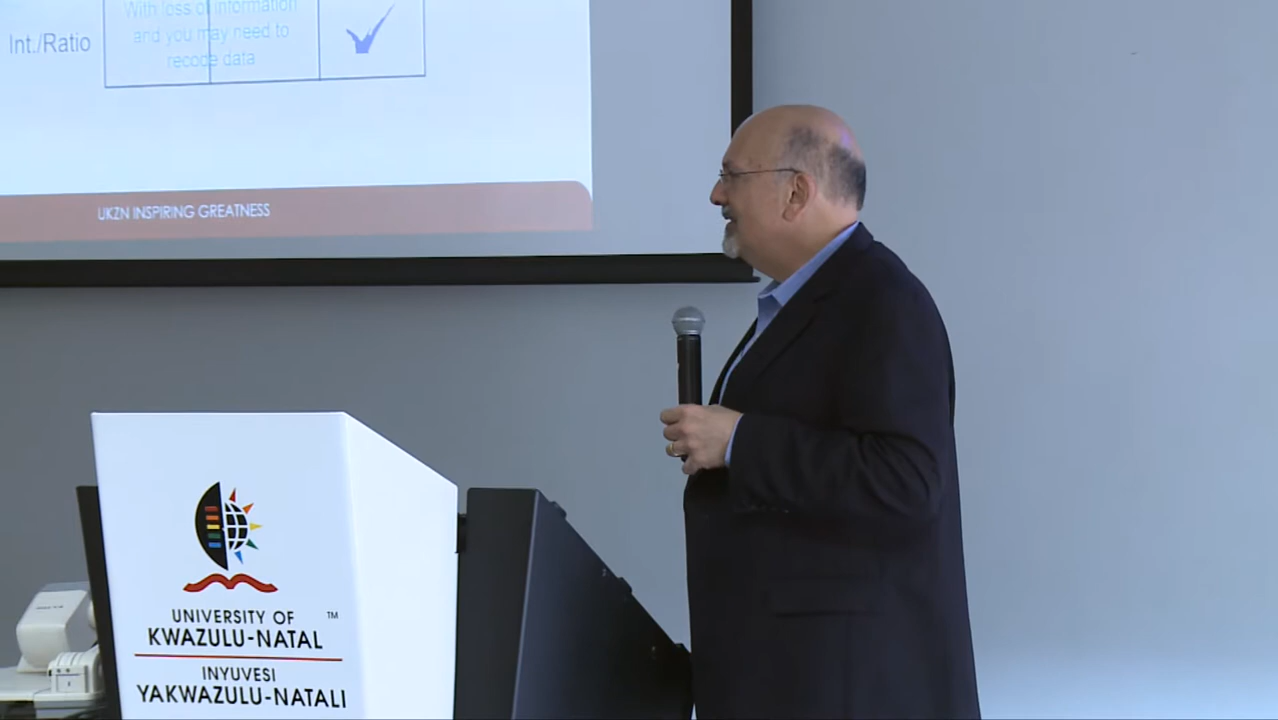 With loss of information
and you may need to
recode data
Int./Ratio
UKZN INSPIRING GREATNESS
UNIVERSITY OF ™
KWAZULU-NATAL
INYUVESI
YAKWAZULU-NATALI